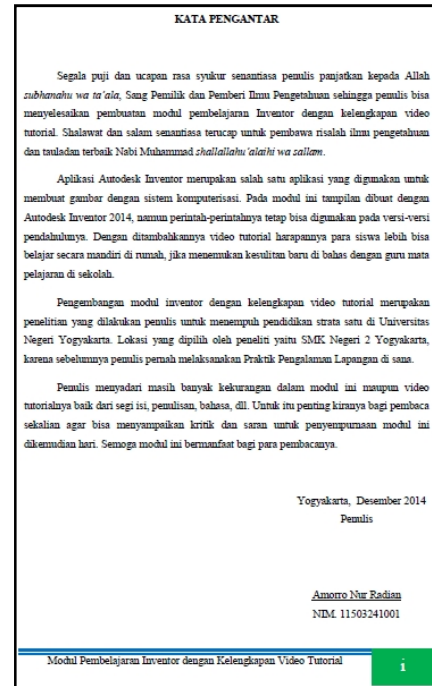 KATA PENGANTAR
Segala puji dan ucapan rasa syukur senantiasa penulis panjatkan kepada Allah
subhanahu wa ta'ala, Sang Pemilik dan Pemberi Ilmu Pengetahuan sehingga penulis bisa
menyelesaikan pembuatan modul pembelajaran Inventor dengan kelengkapan video
tutorial. Shalawat dan salam senantiasa terucap untuk pembawa risalah ilmu pengetahuan
dan tauladan terbaik Nabi Muhammad shallallahu'alaihi wa sallam.
Aplikasi Autodesk Inventor merupakan salah satu aplikasi yang digunakan untuk
membuat gambar dengan sistem komputerisasi. Pada modul ini tampilan dibuat dengan
Autodesk Inventor 2014, namun perintah-perintahnya tetap bisa digunakan pada versi-versi
pendahulunya. Dengan ditambahkannya video tutorial harapannya para siswa lebih bisa
belajar secara mandiri di rumah, jika menemukan kesulitan baru di bahas dengan guru mata
pelajaran di sekolah.
Pengembangan modul inventor dengan kelengkapan video tutorial merupakan
penelitian yang dilakukan penulis untuk menempuh pendidikan strata satu di Universitas
Negeri Yogyakarta. Lokasi yang dipilih oleh peneliti yaitu SMK Negeri 2 Yogyakarta,
karena sebelumnya penulis pernah melaksanakan Praktik Pengalaman Lapangan di sana.
Penulis menyadari masih banyak kekurangan dalam modul ini maupun video
tutorialnya baik dari segi isi, penulisan, bahasa, dll. Untuk itu penting kiranya bagi pembaca
sekalian agar bisa menyampaikan kritik dan saran untuk penyempurnaan modul ini
dikemudian hari. Semoga modul ini bermanfaat bagi para pembacanya.
Yogyakarta, Desember 2014
Penulis
Amorro Nur Radian
NIM. 11503241001
Modul Pembelajaran Inventor dengan Kelengkapan Video Tutorial
i